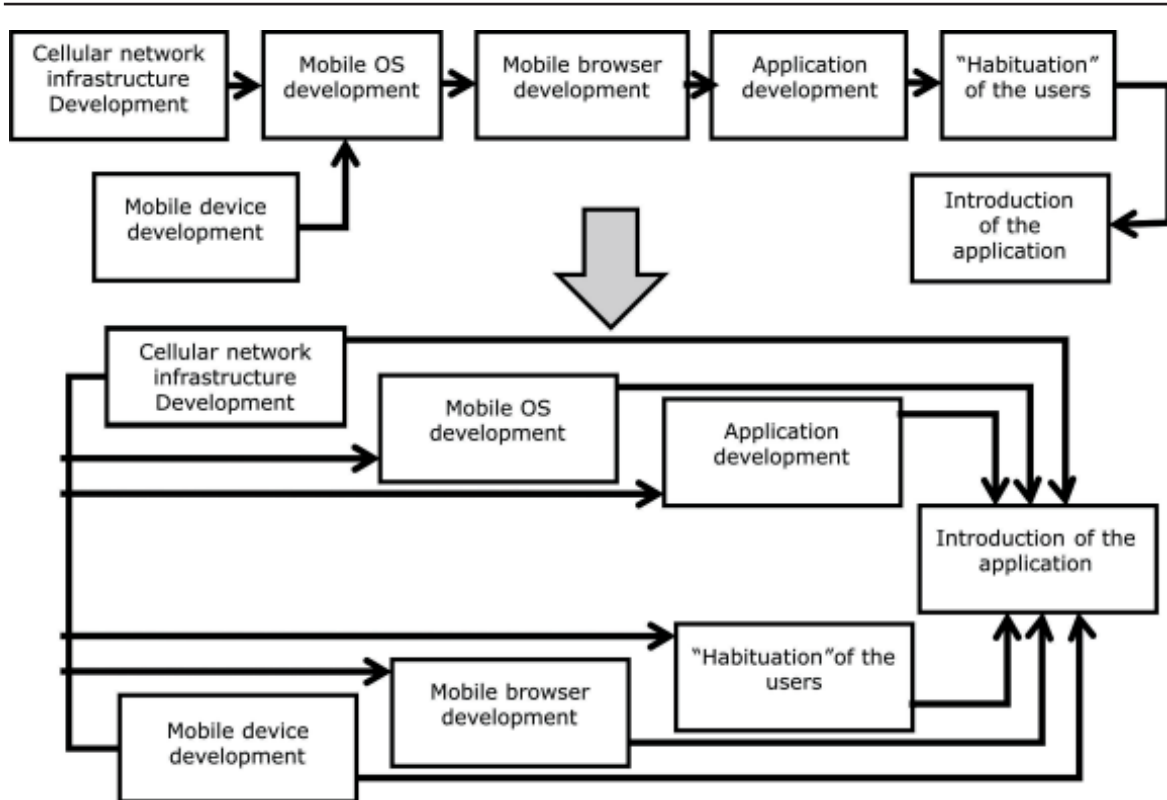 Cellular network
infrastructure
Development
Mobile OS
development
Mobile browser
development
Application
development
“Habituation”
of the users
Mobile device
development
Introduction
of the
application
Cellular network
infrastructure
Development
Mobile OS
development
Application
development
Introduction of the
application
“Habituation”of the
users
Mobile browser
development
Mobile device
development